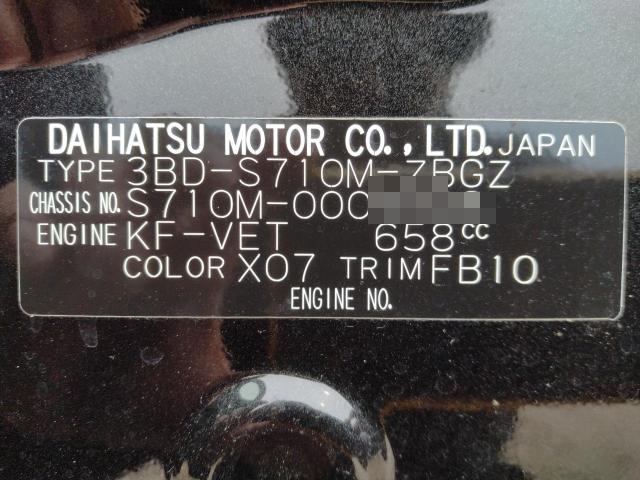 DAIHATSU MOTOR CO.,LTD. JAPAN
TYPE 3BD-S710M-ZBGZ
CHASSIS NO. S710M-000
ENGINE KF-VET 658CC
COLOR X07 TRIM FB10
ENGINE NO.